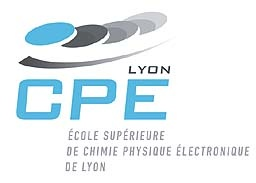 LYON
CPE
ÉCOLE SUPÉRIEURE
DE CHIMIE PHYSIQUE ÉLECTRONIQUE
DE LYON